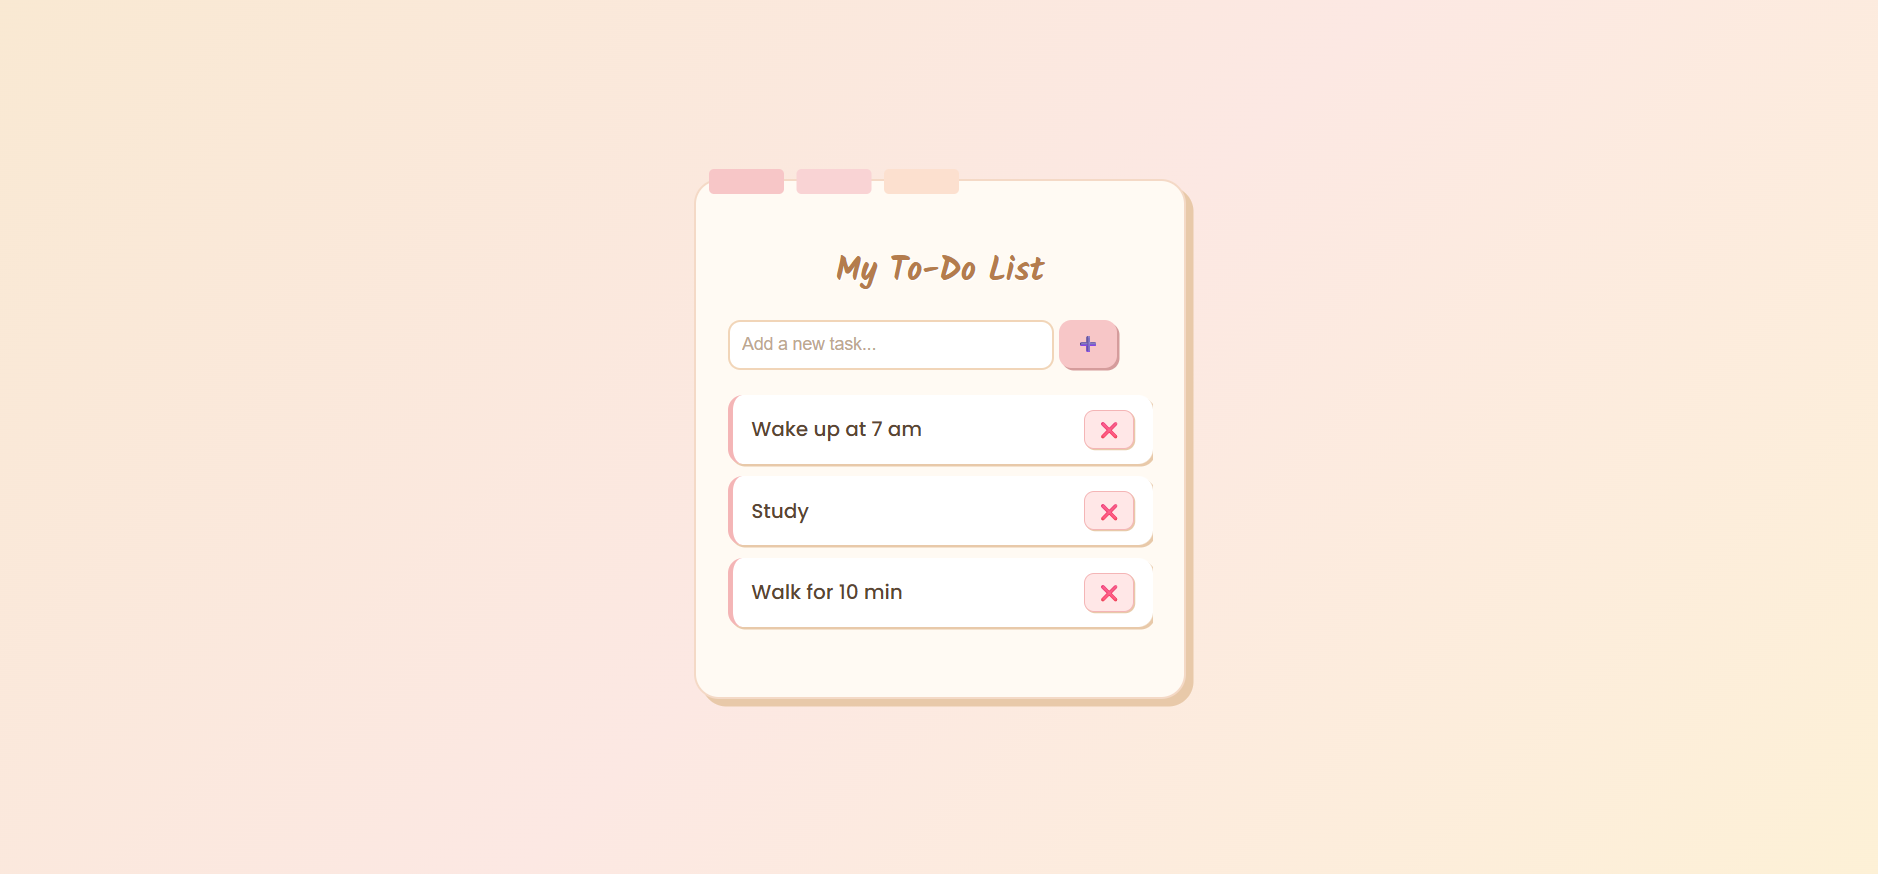 My To-Do List
Add a new task...
Wake up at 7 am
Study
Walk for 10 min